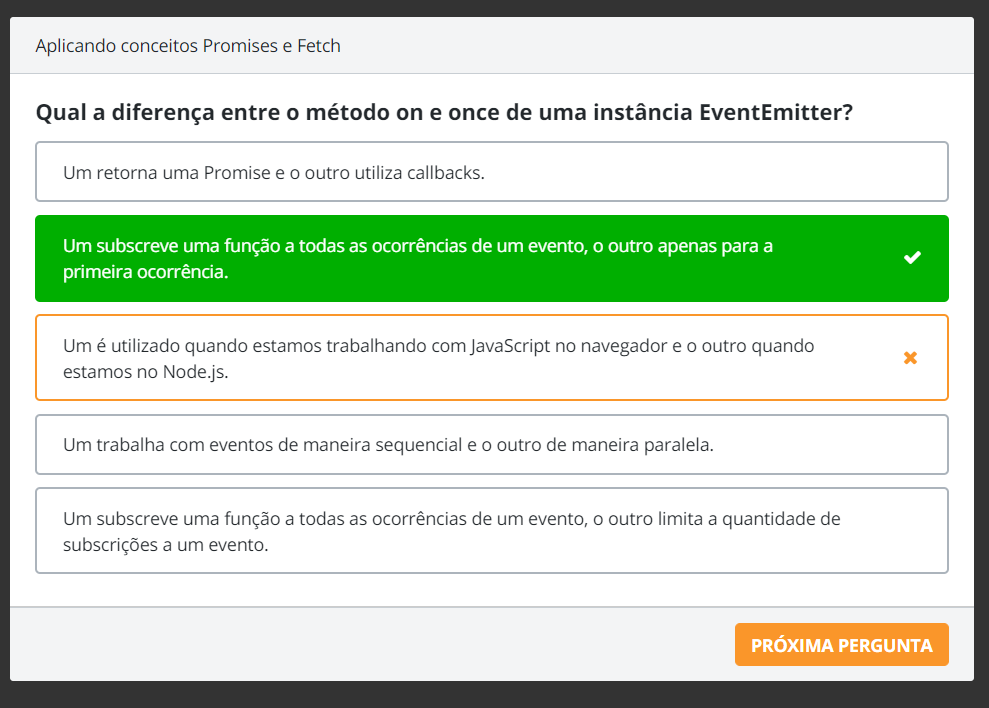 Aplicando conceitos Promises e Fetch
Qual a diferença entre o método on e once de uma instância EventEmitter?
Um retorna uma Promise e o outro utiliza callbacks.
Um subscreve uma função a todas as ocorrências de um evento, o outro apenas para a
primeira ocorrência.
Um é utilizado quando estamos trabalhando com JavaScript no navegador e o outro quando
estamos no Node.js.
Um trabalha com eventos de maneira sequencial e o outro de maneira paralela.
Um subscreve uma função a todas as ocorrências de um evento, o outro limita a quantidade de
subscrições a um evento.
PRÓXIMA PERGUNTA